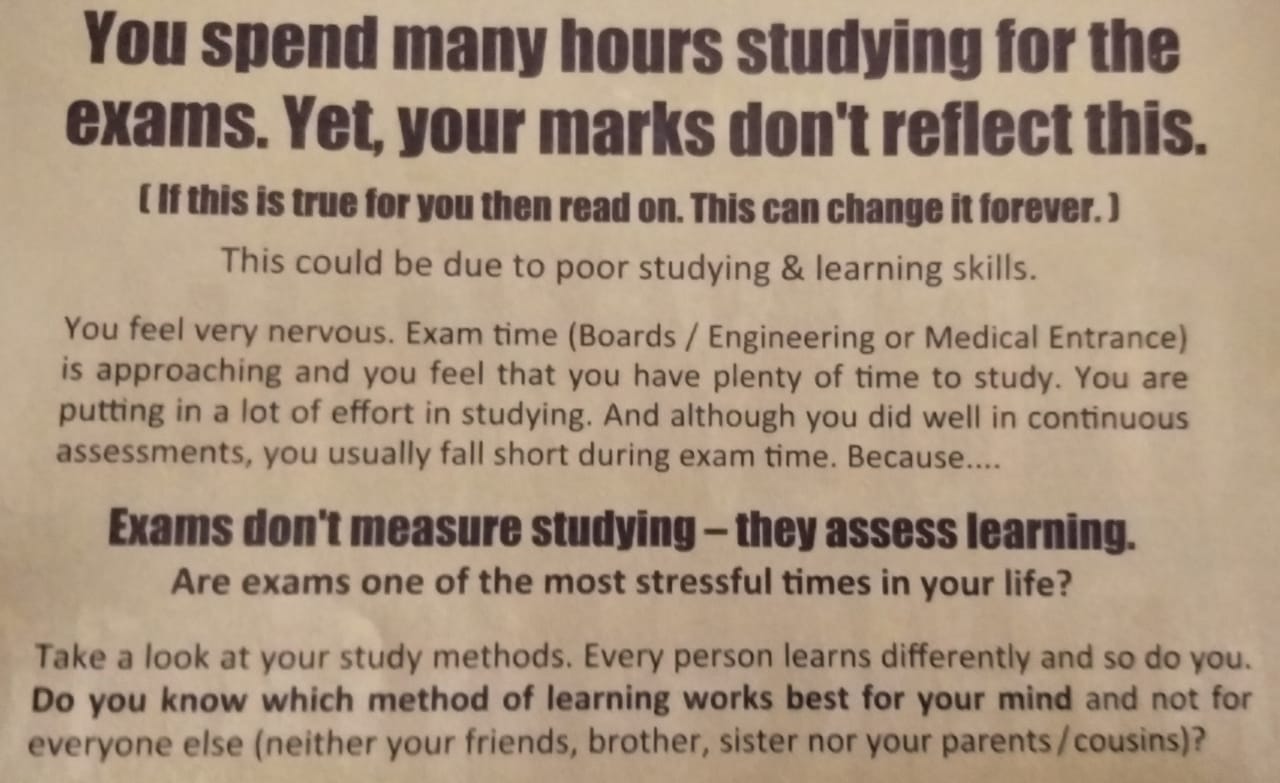 You spend many hours studying for the
exams. Yet, your marks don't reflect this.
( If this is true for you then read on. This can change it forever. )
This could be due to poor studying & learning skills.
You feel very nervous. Exam time (Boards / Engineering or Medical Entrance)
is approaching and you feel that you have plenty of time to study. You are
putting in a lot of effort in studying. And although you did well in continuous
assessments, you usually fall short during exam time. Because....
Exams don't measure studying – they assess learning.
Are exams one of the most stressful times in your life?
Take a look at your study methods. Every person learns differently and so do you.
Do you know which method of learning works best for your mind and not for
everyone else (neither your friends, brother, sister nor your parents/cousins)?